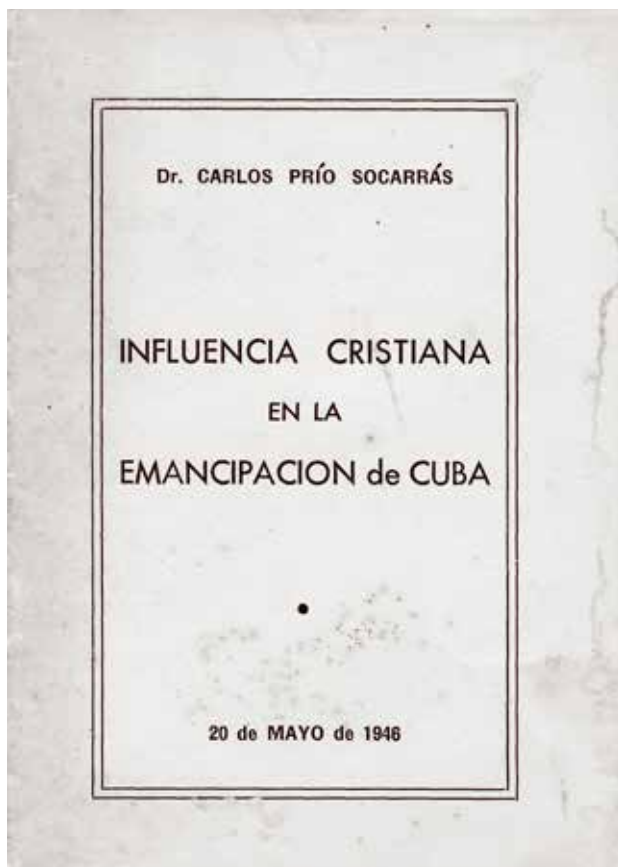 Dr. CARLOS PRÍO SOCARRÁS
INFLUENCIA CRISTIANA
EN LA
EMANCIPACION de CUBA
20 de MAYO de 1946